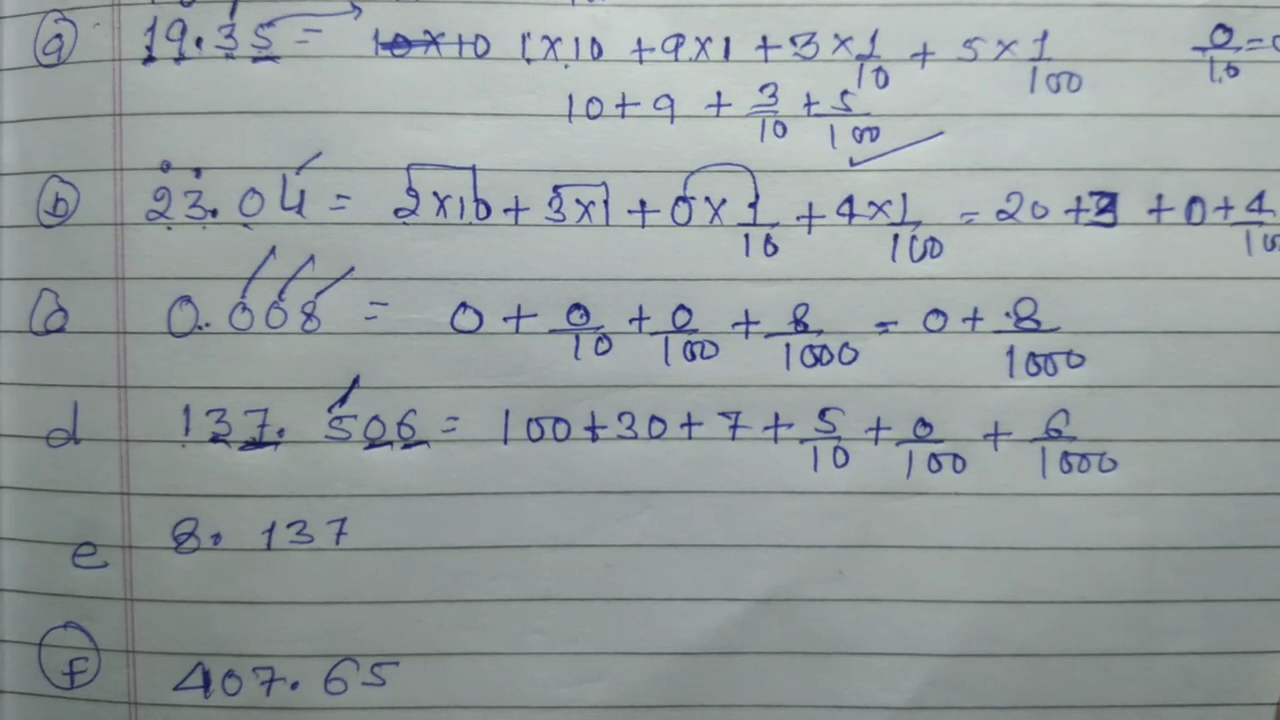 (a) 19.35 = 1×10 + 9×1 + 3×1/10 + 5×1/100 0/10 =
10 + 9 + 3/10 + 5/100
(b) 23.04 = 2×10 + 3×1 + 0×1/10 + 4×1/100 = 20 + 3 + 0 + 4/10
0.008 = 0 + 0/10 + 0/100 + 8/1000 = 0 + 8/1000
d 137.506 = 100 + 30 + 7 + 5/10 + 0/100 + 6/1000
e 8.137
(f) 407.65